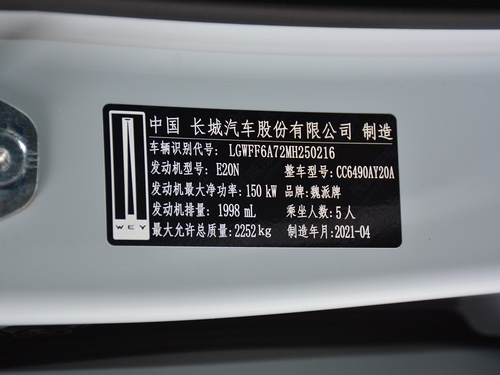 中国 长城汽车股份有限公司 制造
车辆识别代号: LGWFF6A72MH250216
发动机型号: E20N 整车型号: CC6490AY20A
发动机最大净功率: 150 kW 品牌: 魏派牌
发动机排量: 1998 mL 乘坐人数: 5 人
最大允许总质量: 2252 kg 制造年月: 2021-04
WEY